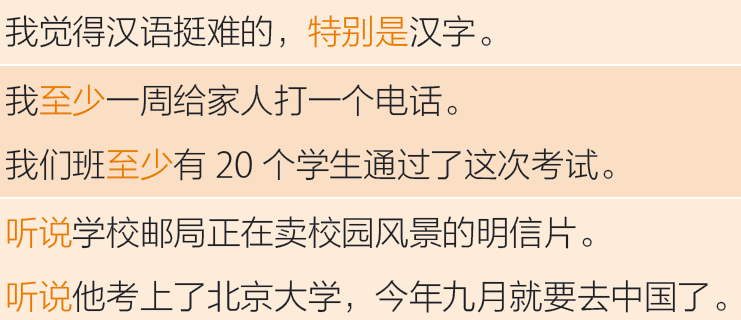 我觉得汉语挺难的，特别是汉字。
我至少一周给家人打一个电话。
我们班至少有 20 个学生通过了这次考试。
听说学校邮局正在卖校园风景的明信片。
听说他考上了北京大学，今年九月就要去中国了。